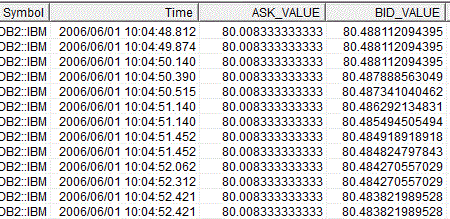 Symbol Time ASK_VALUE BID_VALUE
DB2::IBM 2006/06/01 10:04:48.812 80.008333333333 80.488112094395
DB2::IBM 2006/06/01 10:04:49.874 80.008333333333 80.488112094395
DB2::IBM 2006/06/01 10:04:50.140 80.008333333333 80.488112094395
DB2::IBM 2006/06/01 10:04:50.390 80.008333333333 80.487888563049
DB2::IBM 2006/06/01 10:04:50.515 80.008333333333 80.487341040462
DB2::IBM 2006/06/01 10:04:51.140 80.008333333333 80.486292134831
DB2::IBM 2006/06/01 10:04:51.140 80.008333333333 80.485494505494
DB2::IBM 2006/06/01 10:04:51.452 80.008333333333 80.484918918918
DB2::IBM 2006/06/01 10:04:51.452 80.008333333333 80.484824797843
DB2::IBM 2006/06/01 10:04:52.062 80.008333333333 80.484270557029
DB2::IBM 2006/06/01 10:04:52.312 80.008333333333 80.484270557029
DB2::IBM 2006/06/01 10:04:52.421 80.008333333333 80.483821989528
DB2::IBM 2006/06/01 10:04:52.421 80.008333333333 80.483821989528